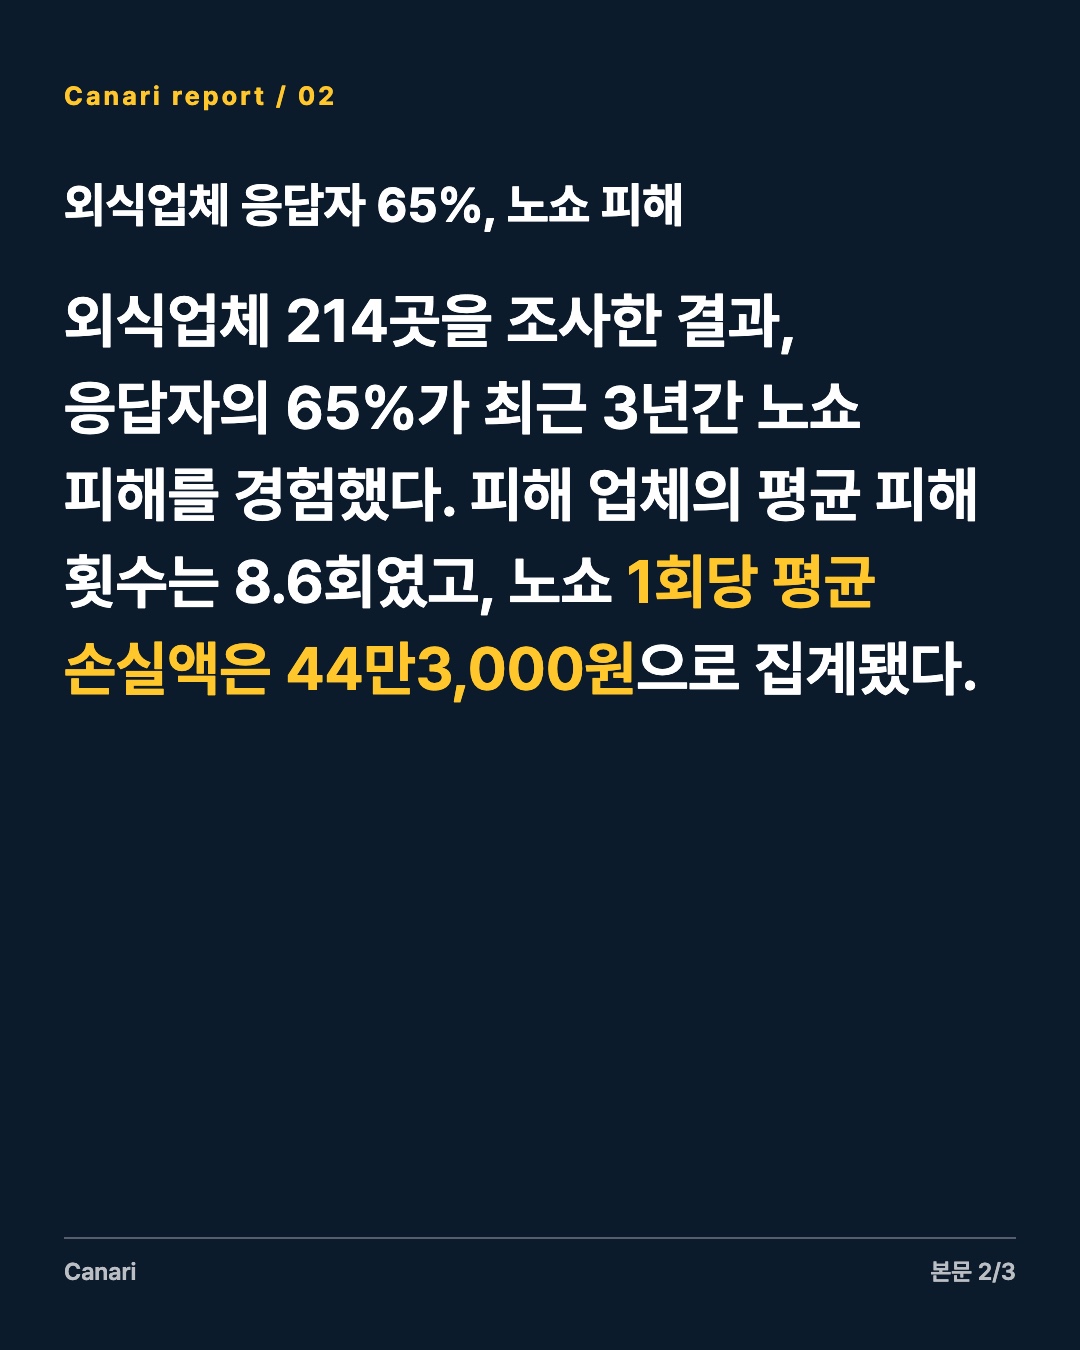 Canari report / 02
외식업체 응답자 65%, 노쇼 피해
외식업체 214곳을 조사한 결과,
응답자의 65%가 최근 3년간 노쇼
피해를 경험했다. 피해 업체의 평균 피해
횟수는 8.6회였고, 노쇼 1회당 평균
손실액은 44만3,000원으로 집계됐다.
Canari
본문 2/3